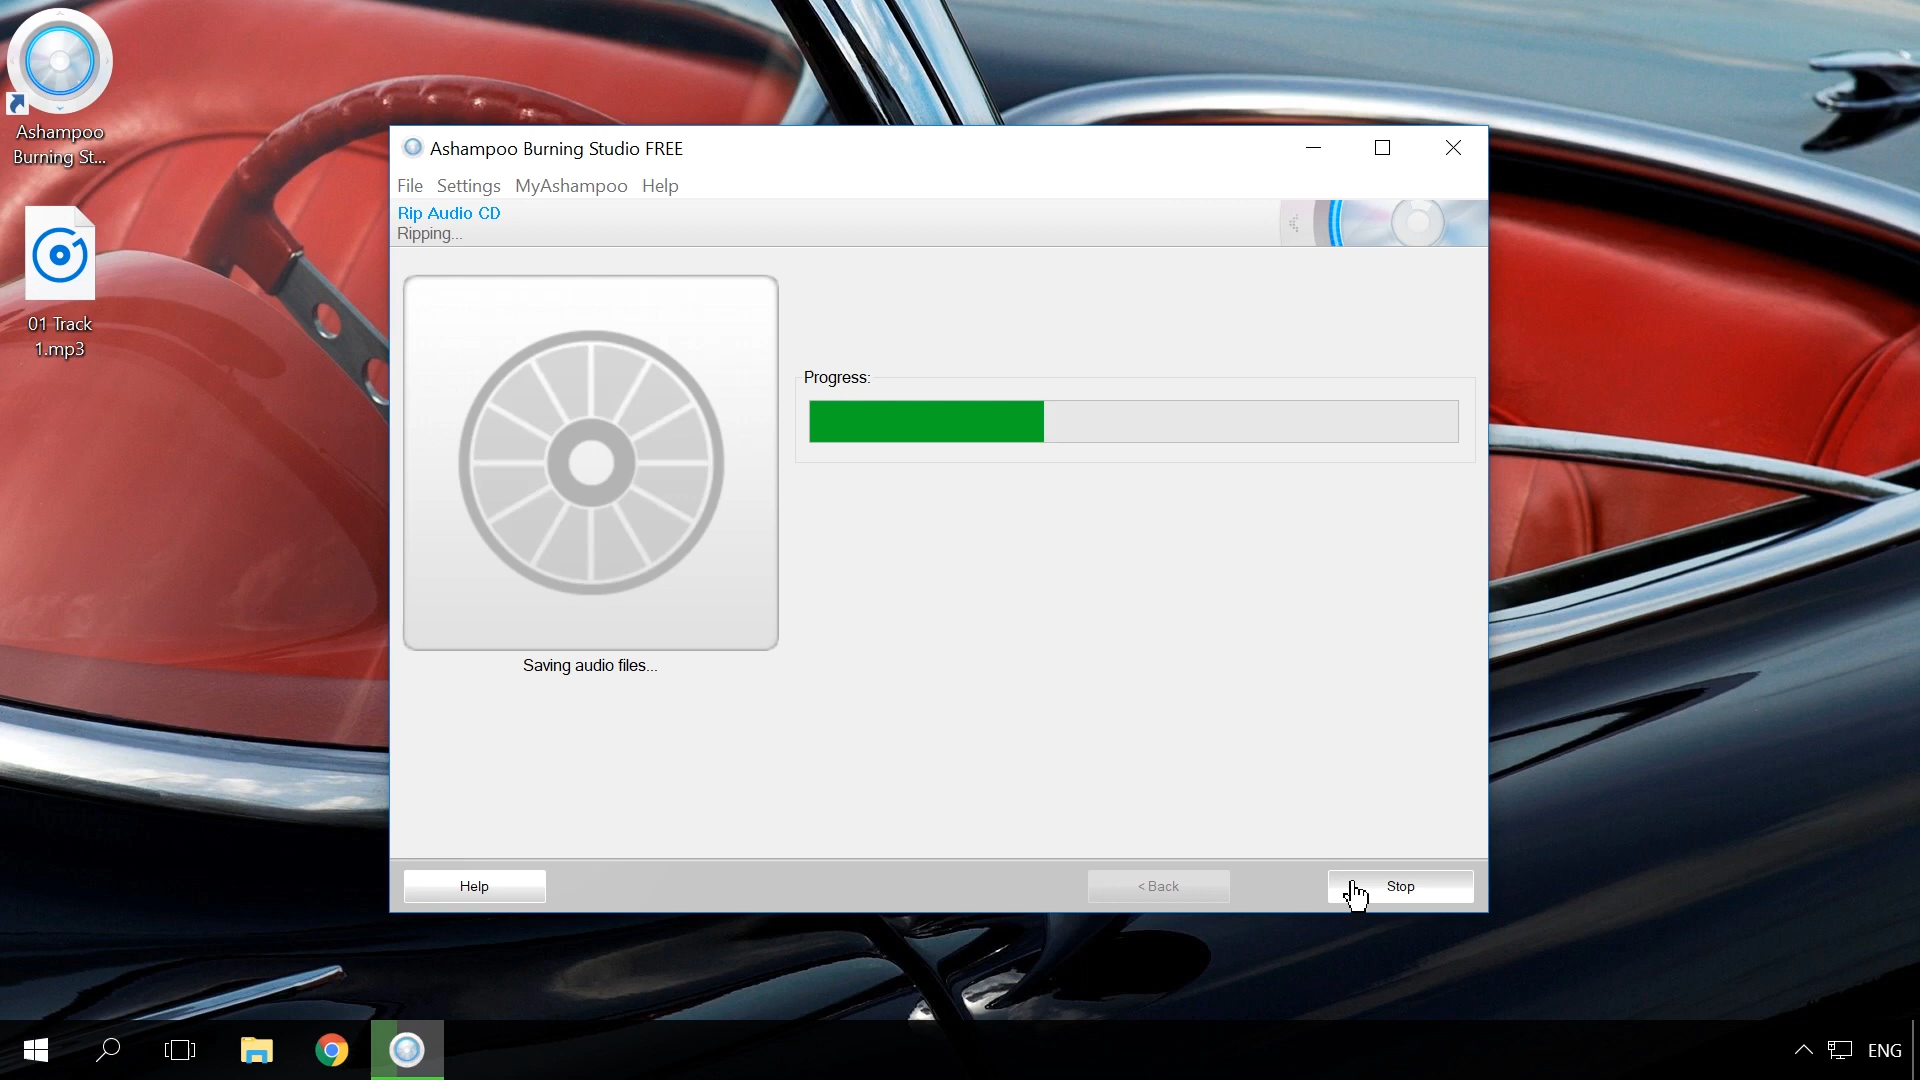 Ashampoo
Burning St...
01 Track
1.mp3
Ashampoo Burning Studio FREE
File Settings MyAshampoo Help
Rip Audio CD
Ripping...
Progress:
Saving audio files...
Help
< Back
Stop
ENG